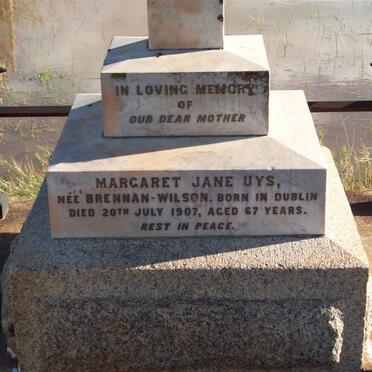 IN LOVING MEMORY
OF
OUR DEAR MOTHER
MARGARET JANE UYS,
NÉE BRENNAN-WILSON. BORN IN DUBLIN
DIED 20TH JULY 1907, AGED 67 YEARS.
REST IN PEACE.